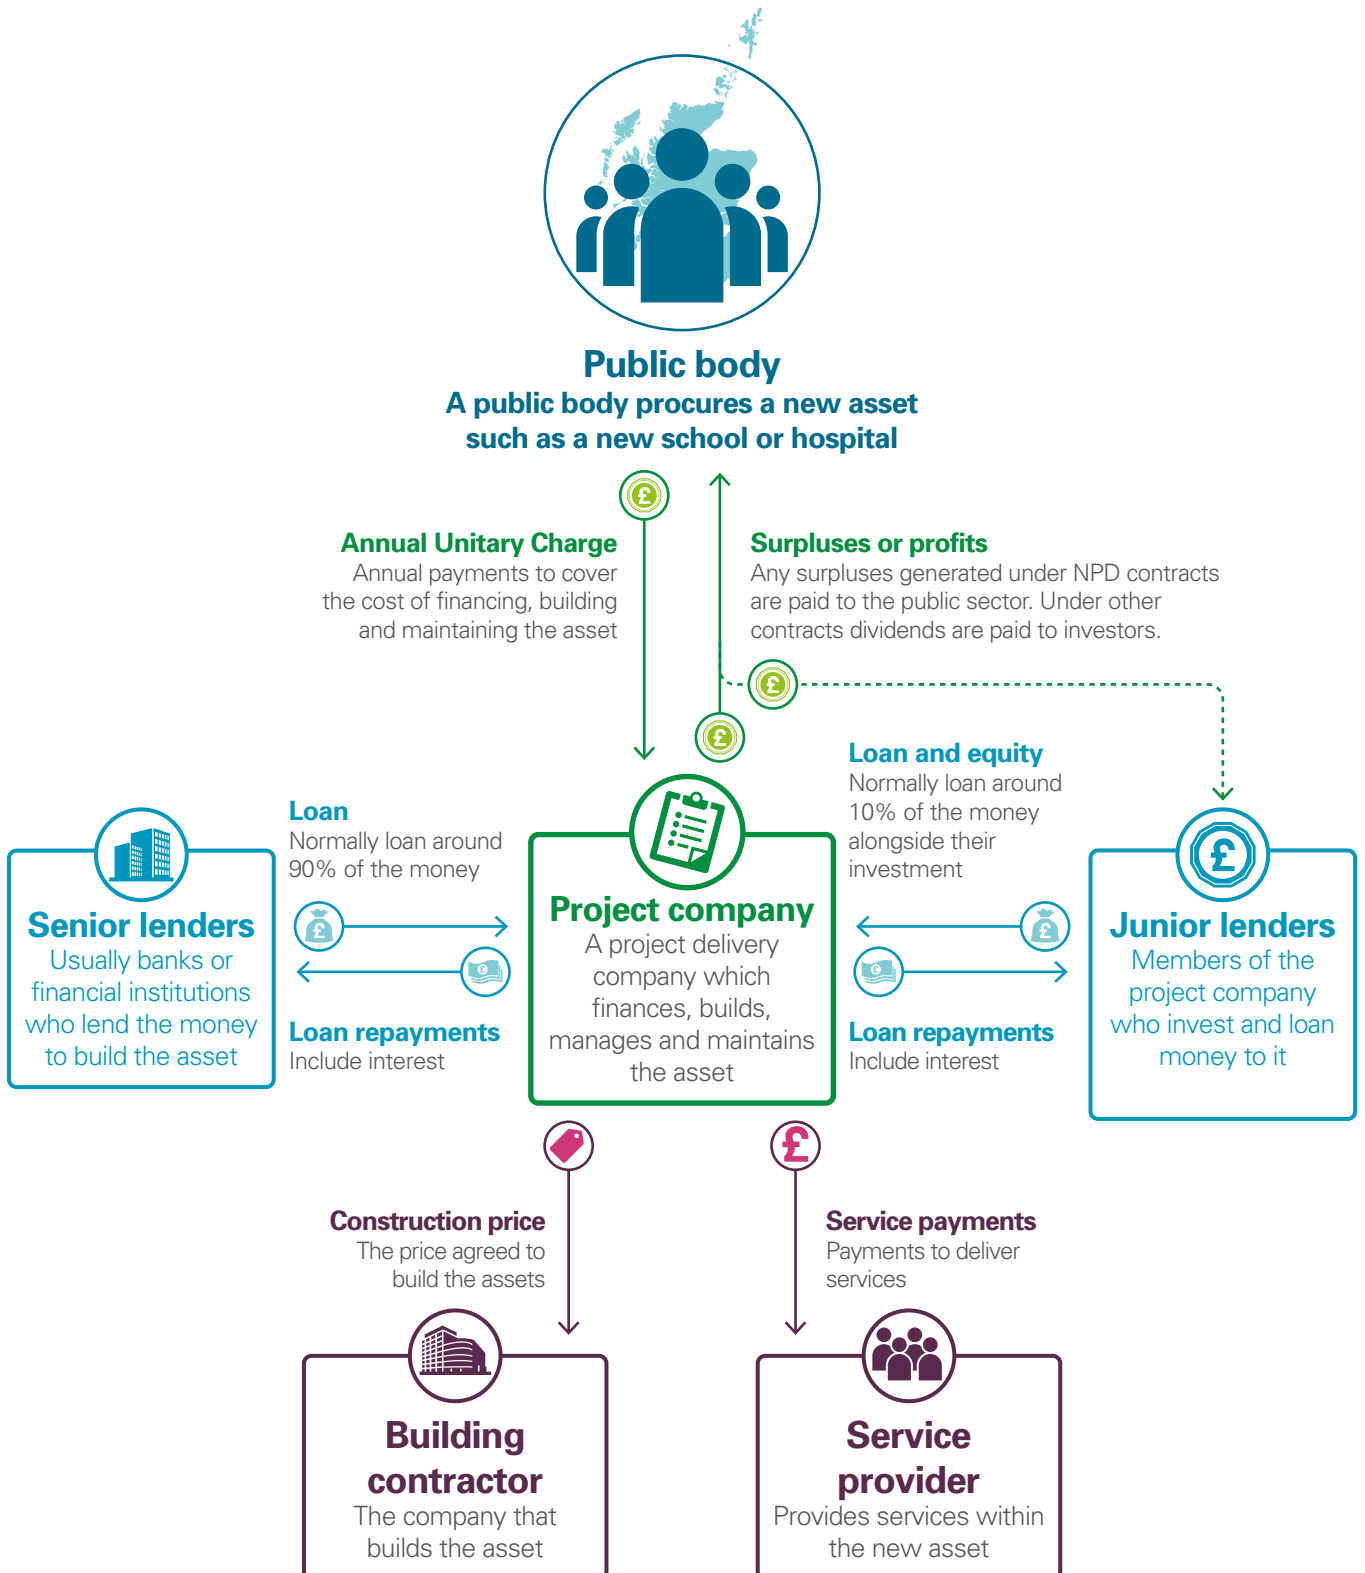 Public body
A public body procures a new asset
such as a new school or hospital
£
Annual Unitary Charge
Annual payments to cover
the cost of financing, building
and maintaining the asset
Surpluses or profits
Any surpluses generated under NPD contracts
are paid to the public sector. Under other
contracts dividends are paid to investors.
£
£
Loan
Normally loan around
90% of the money
Loan and equity
Normally loan around
10% of the money
alongside their
investment
£
Senior lenders
Usually banks or
financial institutions
who lend the money
to build the asset
£
£
Loan repayments
Include interest
Project company
A project delivery
company which
finances, builds,
manages and maintains
the asset
£
£
Loan repayments
Include interest
Junior lenders
Members of the
project company
who invest and loan
money to it
£
Construction price
The price agreed to
build the assets
Service payments
Payments to deliver
services
Building
contractor
The company that
builds the asset
Service
provider
Provides services within
the new asset